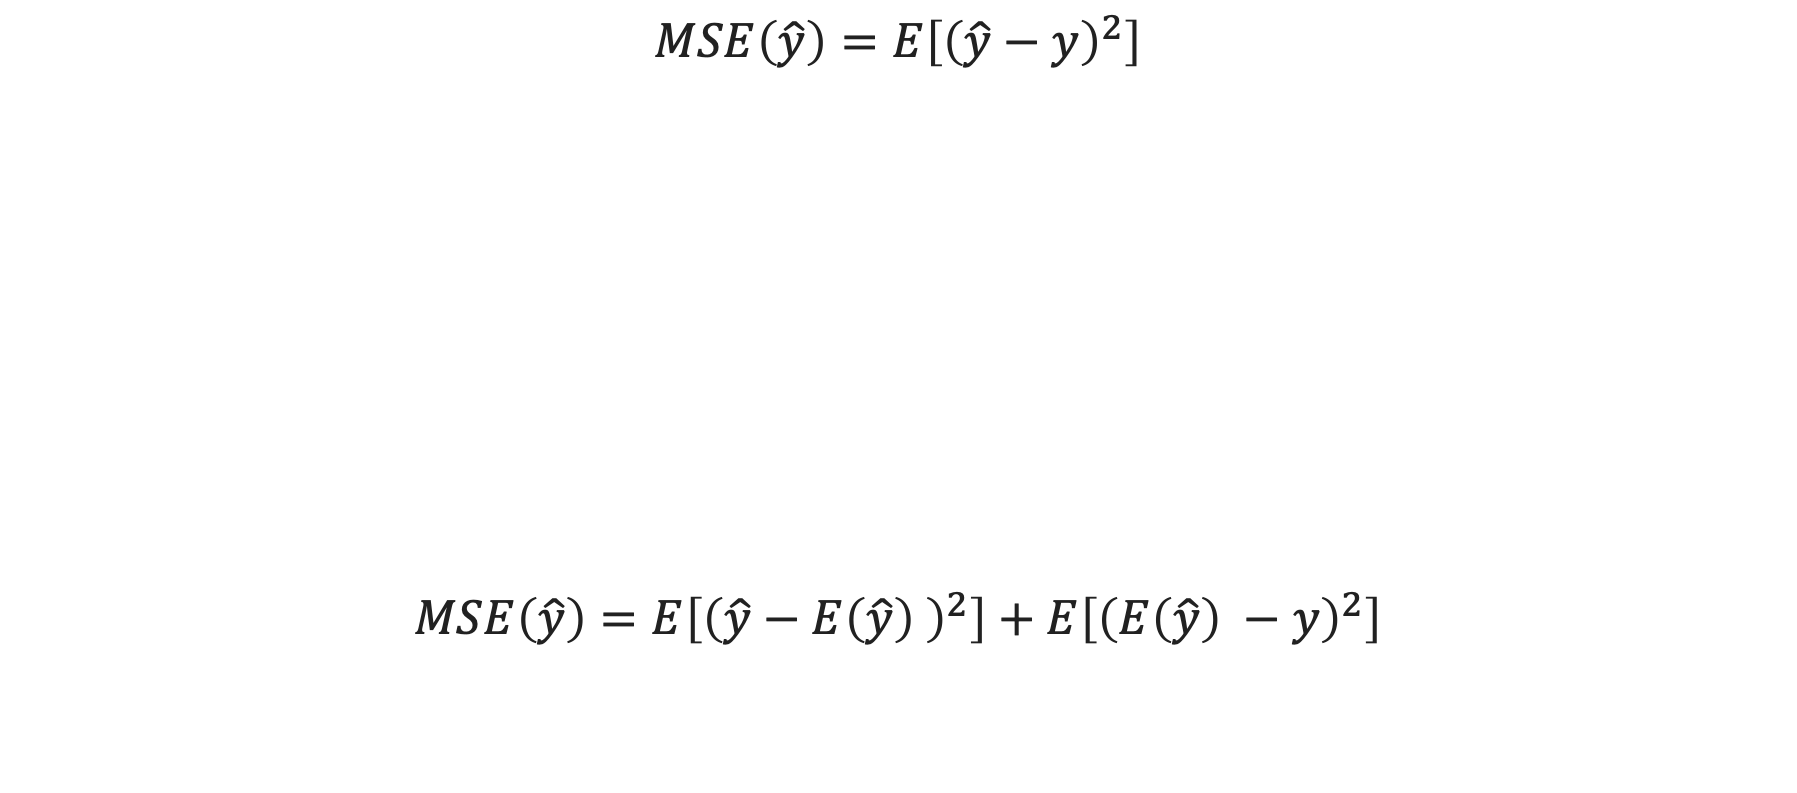 MSE(ŷ) = E[(ŷ − y)²]
MSE(ŷ) = E[(ŷ − E(ŷ) )²] + E[(E(ŷ) − y)²]